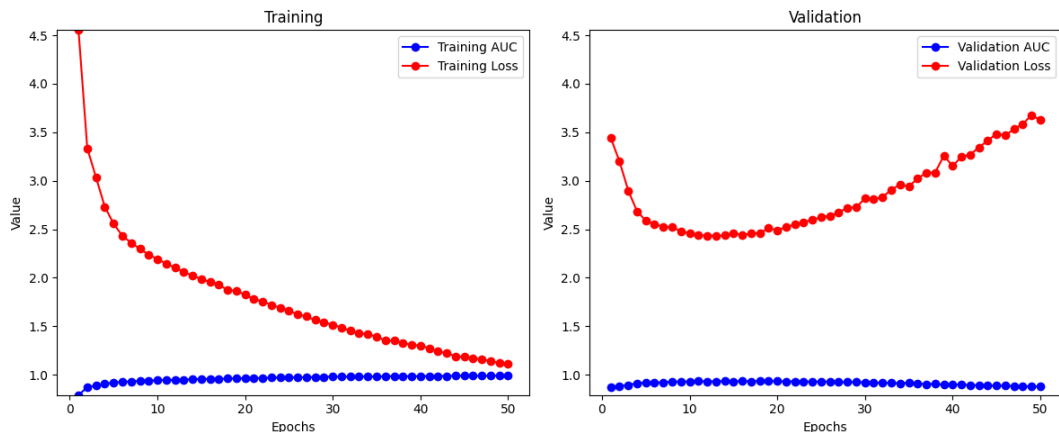 Training
4.5
4.0
3.5
3.0
2.5
2.0
1.5
1.0
Value
0
10
20
30
40
50
Epochs
Training AUC
Training Loss
Validation
4.5
4.0
3.5
3.0
2.5
2.0
1.5
1.0
Value
0
10
20
30
40
50
Epochs
Validation AUC
Validation Loss